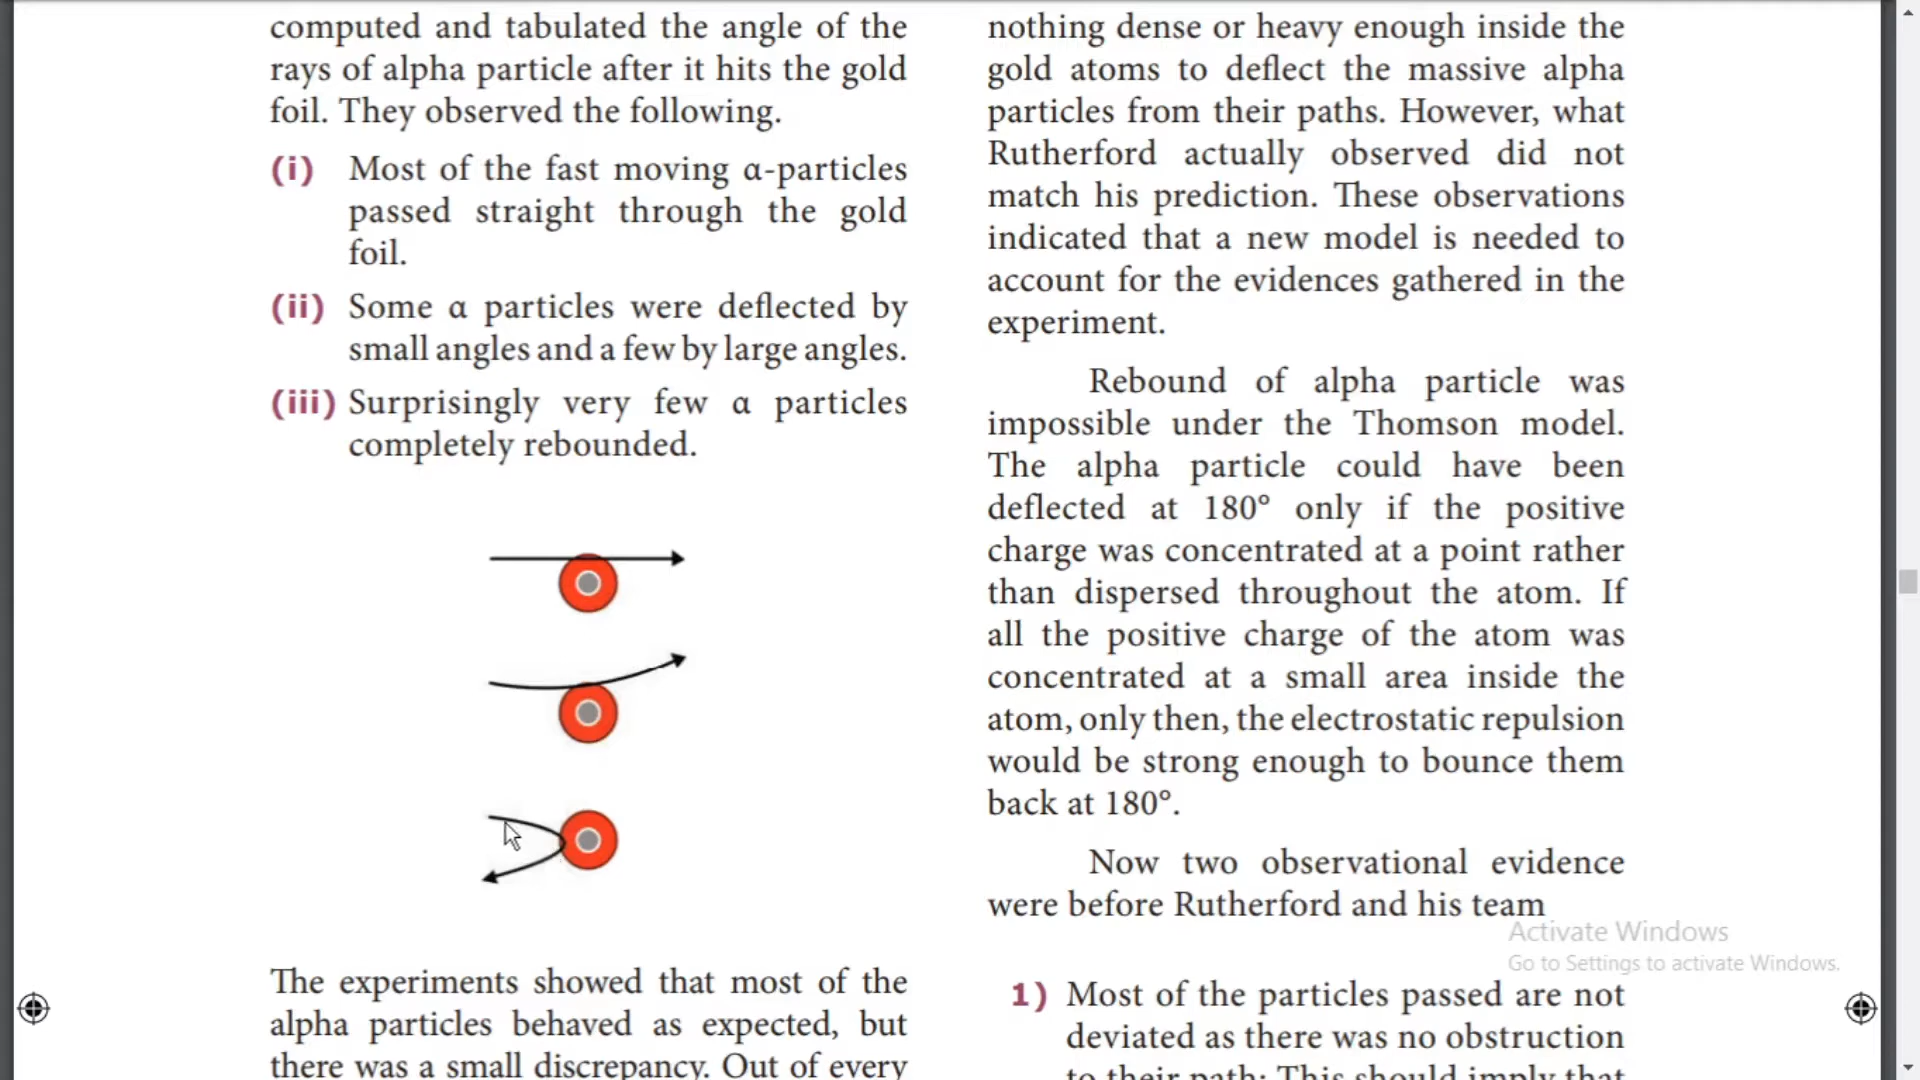 computed and tabulated the angle of the
rays of alpha particle after it hits the gold
foil. They observed the following.
(i) Most of the fast moving α-particles
passed straight through the gold
foil.
(ii) Some α particles were deflected by
small angles and a few by large angles.
(iii) Surprisingly very few α particles
completely rebounded.
The experiments showed that most of the
alpha particles behaved as expected, but
there was a small discrepancy. Out of every
nothing dense or heavy enough inside the
gold atoms to deflect the massive alpha
particles from their paths. However, what
Rutherford actually observed did not
match his prediction. These observations
indicated that a new model is needed to
account for the evidences gathered in the
experiment.
Rebound of alpha particle was
impossible under the Thomson model.
The alpha particle could have been
deflected at 180° only if the positive
charge was concentrated at a point rather
than dispersed throughout the atom. If
all the positive charge of the atom was
concentrated at a small area inside the
atom, only then, the electrostatic repulsion
would be strong enough to bounce them
back at 180°.
Now two observational evidence
were before Rutherford and his team
1) Most of the particles passed are not
deviated as there was no obstruction
to their path; This should imply that
Activate Windows
Go to Settings to activate Windows.